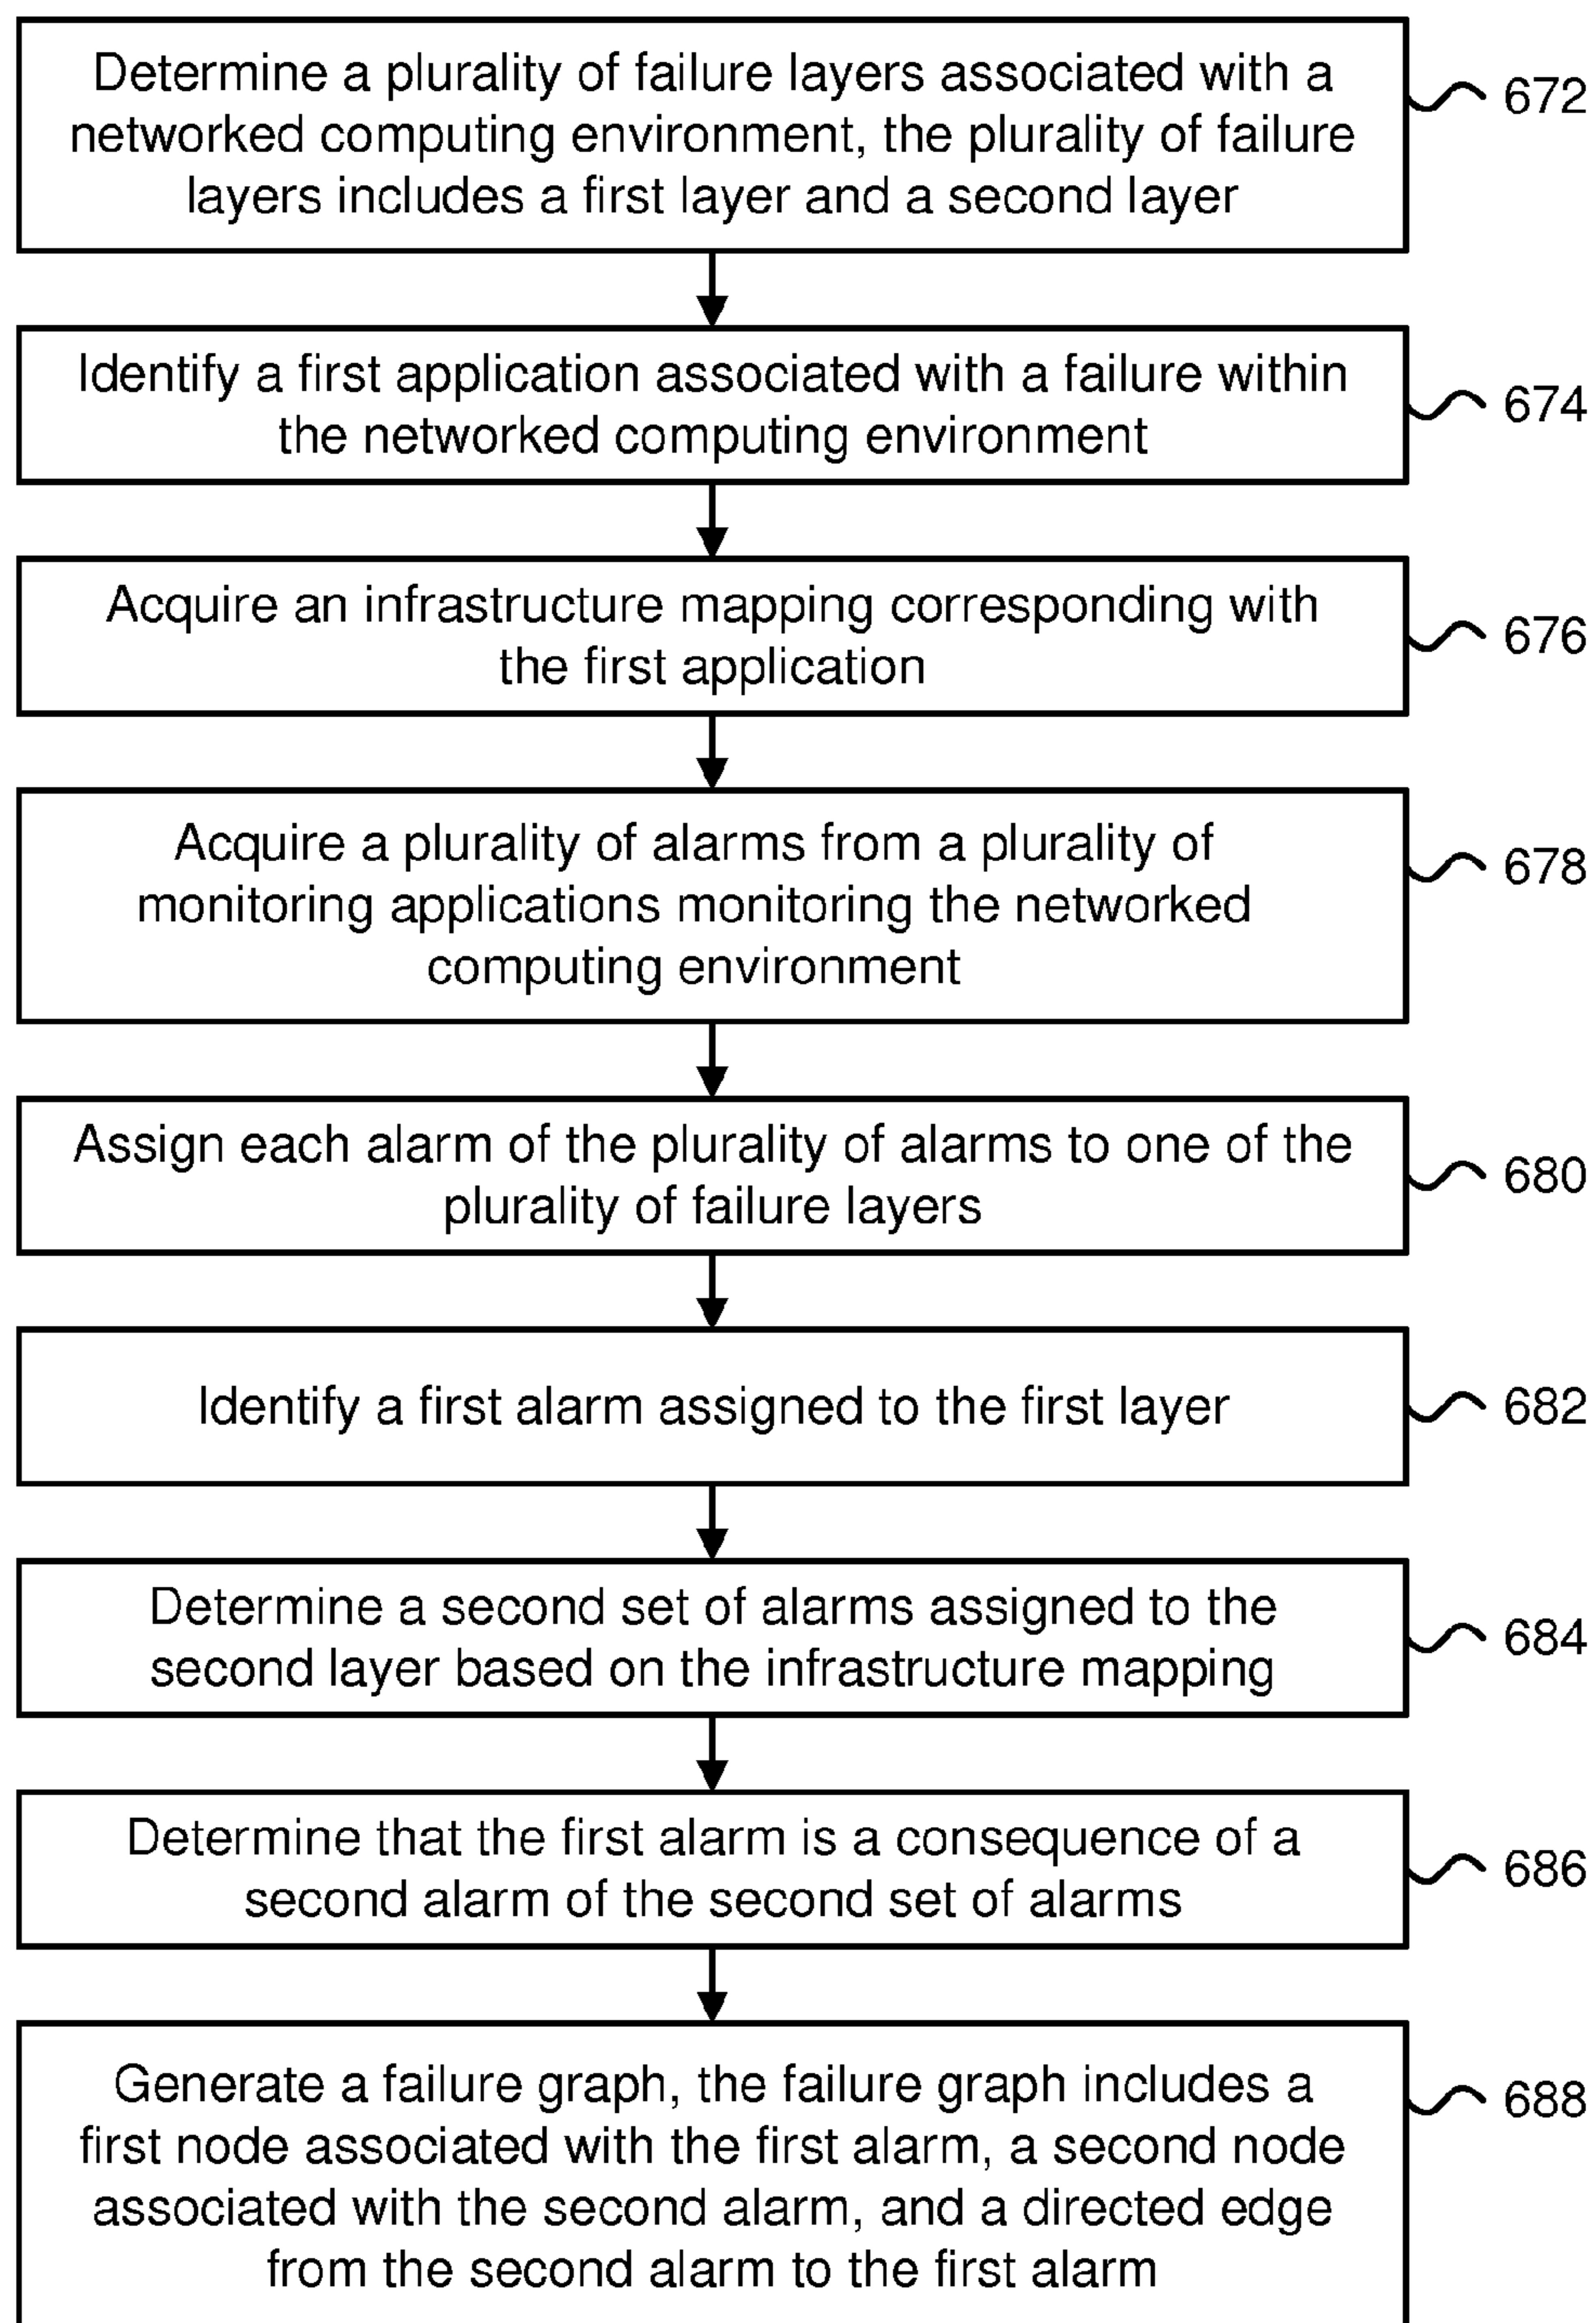 Determine a plurality of failure layers associated with a
networked computing environment, the plurality of failure
layers includes a first layer and a second layer
672
Identify a first application associated with a failure within
the networked computing environment
674
Acquire an infrastructure mapping corresponding with
the first application
676
Acquire a plurality of alarms from a plurality of
monitoring applications monitoring the networked
computing environment
678
Assign each alarm of the plurality of alarms to one of the
plurality of failure layers
680
Identify a first alarm assigned to the first layer
682
Determine a second set of alarms assigned to the
second layer based on the infrastructure mapping
684
Determine that the first alarm is a consequence of a
second alarm of the second set of alarms
686
Generate a failure graph, the failure graph includes a
first node associated with the first alarm, a second node
associated with the second alarm, and a directed edge
from the second alarm to the first alarm
688